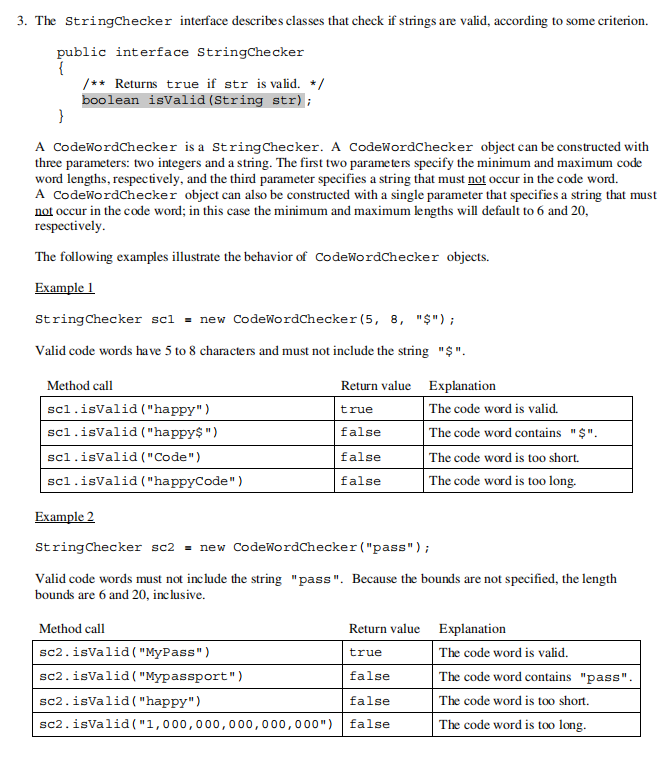 3. The StringChecker interface describes classes that check if strings are valid, according to some criterion.
public interface StringChecker
{
/** Returns true if str is valid. */
boolean isValid(String str);
}
A CodeWordChecker is a StringChecker. A CodeWordChecker object can be constructed with
three parameters: two integers and a string. The first two parameters specify the minimum and maximum code
word lengths, respectively, and the third parameter specifies a string that must not occur in the code word.
A CodeWordChecker object can also be constructed with a single parameter that specifies a string that must
not occur in the code word; in this case the minimum and maximum lengths will default to 6 and 20,
respectively.
The following examples illustrate the behavior of CodeWordChecker objects.
Example 1
StringChecker sc1 = new CodeWordChecker(5, 8, "$");
Valid code words have 5 to 8 characters and must not include the string "$".
Method call Return value Explanation
sc1.isValid("happy") true The code word is valid.
sc1.isValid("happy$") false The code word contains "$".
sc1.isValid("Code") false The code word is too short.
sc1.isValid("happyCode") false The code word is too long.
Example 2
StringChecker sc2 = new CodeWordChecker("pass");
Valid code words must not include the string "pass". Because the bounds are not specified, the length
bounds are 6 and 20, inclusive.
Method call Return value Explanation
sc2.isValid("MyPass") true The code word is valid.
sc2.isValid("Mypassport") false The code word contains "pass".
sc2.isValid("happy") false The code word is too short.
sc2.isValid("1,000,000,000,000,000") false The code word is too long.